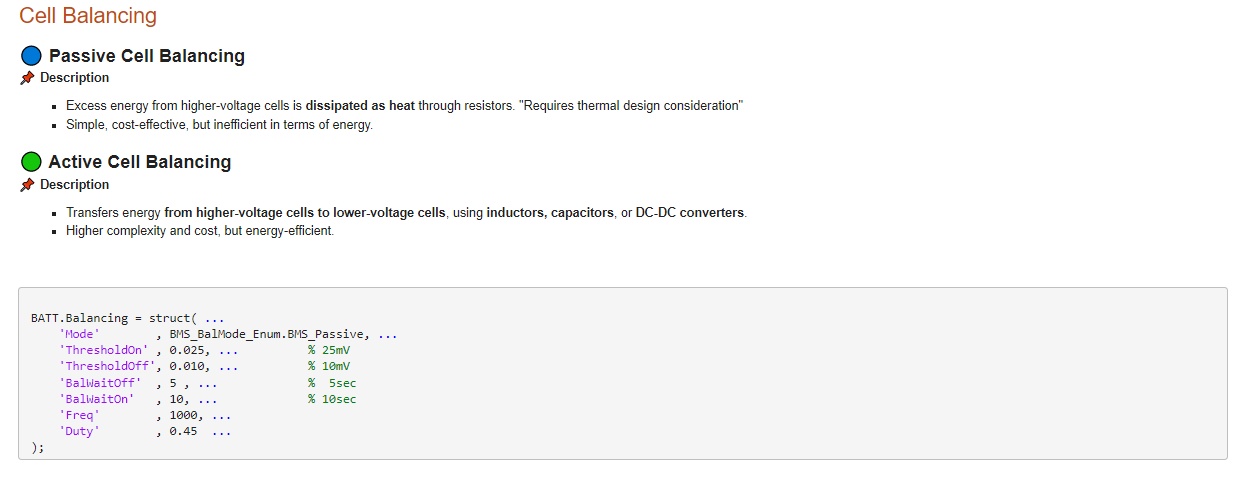 Cell Balancing
Passive Cell Balancing
Description
Excess energy from higher-voltage cells is dissipated as heat through resistors. "Requires thermal design consideration"
Simple, cost-effective, but inefficient in terms of energy.
Active Cell Balancing
Description
Transfers energy from higher-voltage cells to lower-voltage cells, using inductors, capacitors, or DC-DC converters.
Higher complexity and cost, but energy-efficient.
BATT.Balancing = struct( ...
    'Mode'        , BMS_BalMode_Enum.BMS_Passive, ...
    'ThresholdOn' , 0.025, ...          % 25mV
    'ThresholdOff', 0.010, ...          % 10mV
    'BalWaitOff'  , 5 , ...             %  5sec
    'BalWaitOn'   , 10, ...             % 10sec
    'Freq'        , 1000, ...
    'Duty'        , 0.45  ...
);